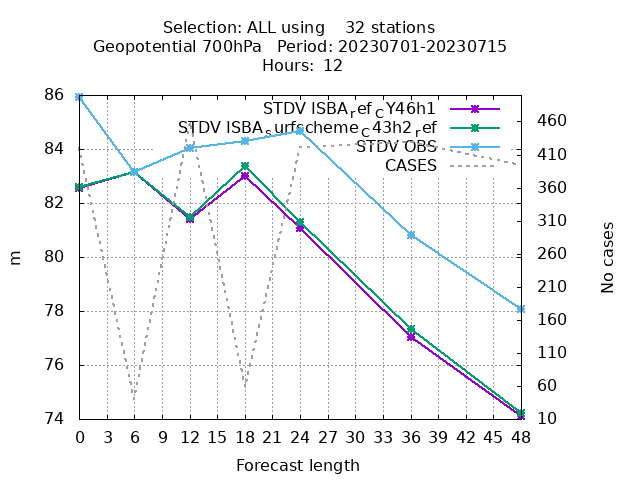 Selection: ALL using    32 stations
Geopotential 700hPa   Period: 20230701-20230715
Hours:  12
STDV ISBA_ref_CY46h1
STDV ISBA_surfscheme_C43h2_ref
STDV OBS
CASES
86
84
82
80
78
76
74
m
460
410
360
310
260
210
160
110
60
10
No cases
0 3 6 9 12 15 18 21 24 27 30 33 36 39 42 45 48
Forecast length